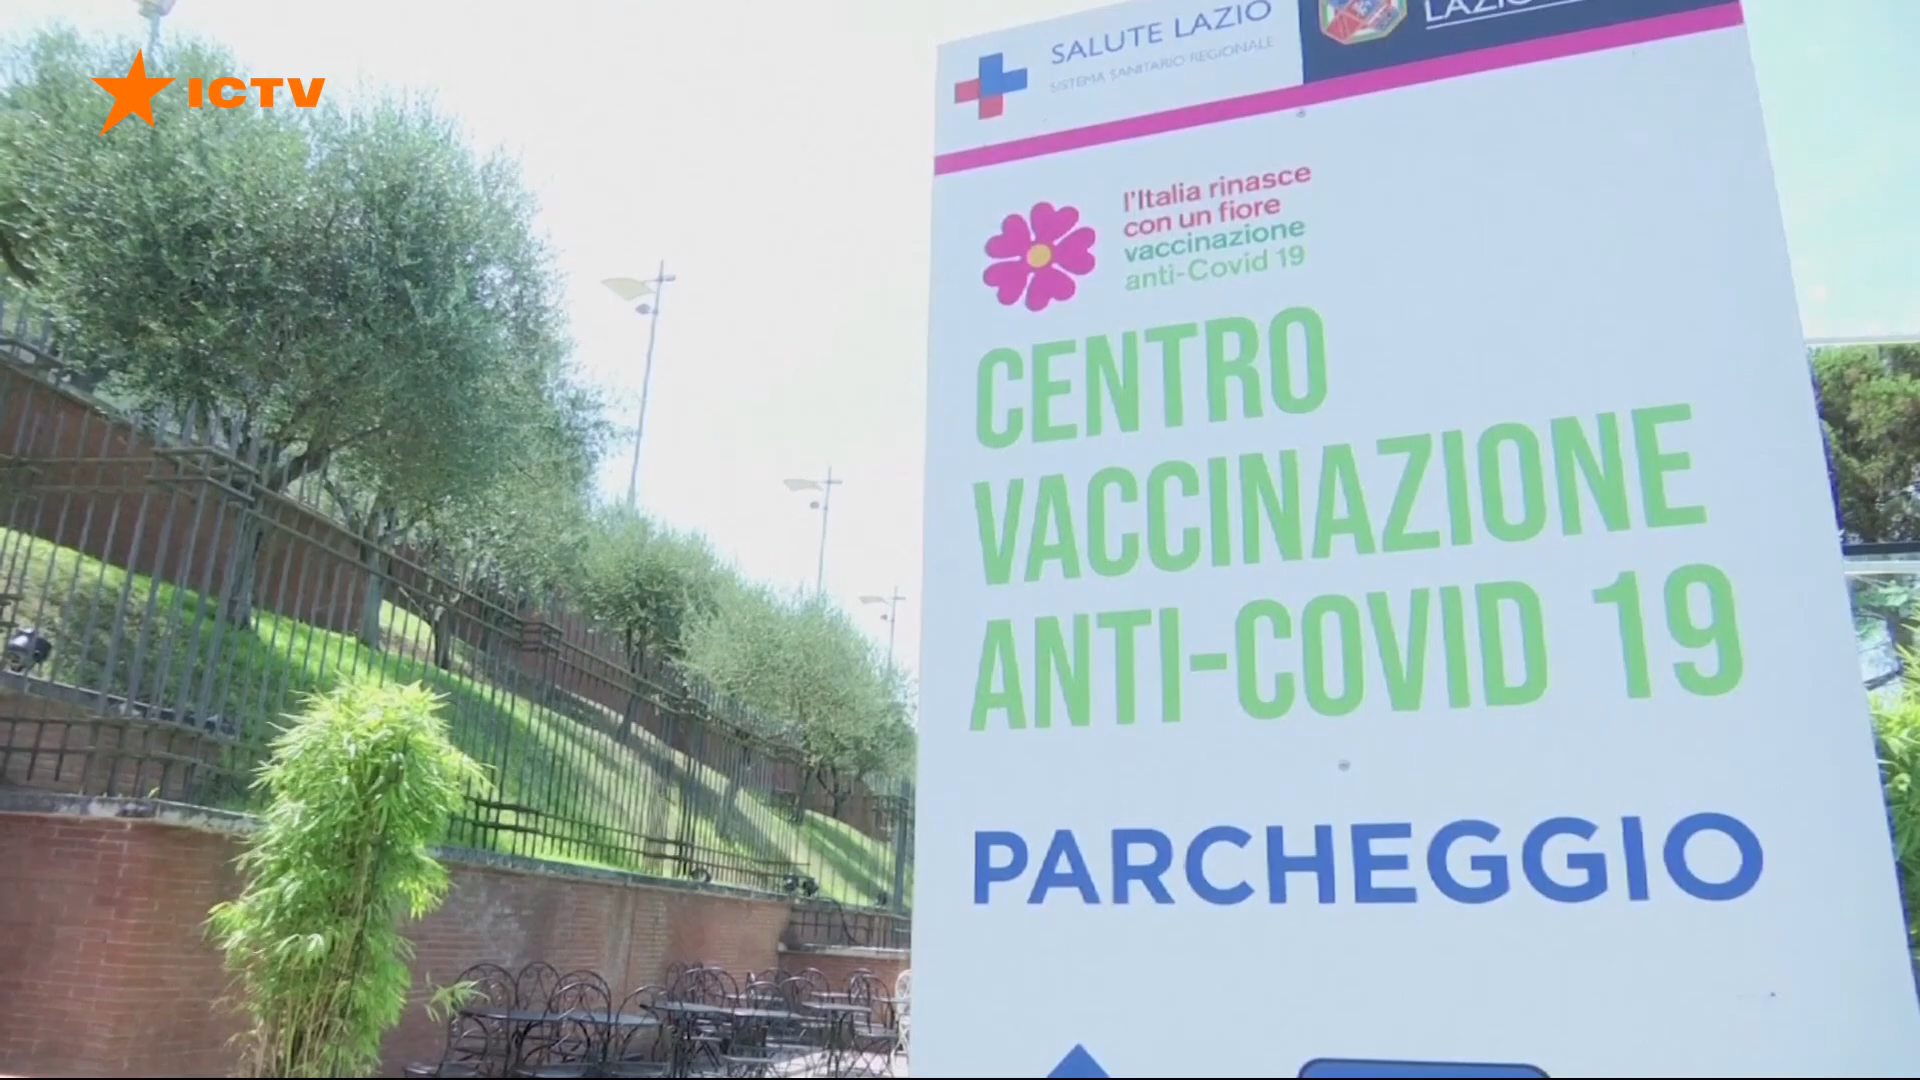 ICTV
SALUTE LAZIO
SISTEMA SANITARIO REGIONALE
l'Italia rinasce
con un fiore
vaccinazione
anti-Covid 19
CENTRO
VACCINAZIONE
ANTI-COVID 19
PARCHEGGIO